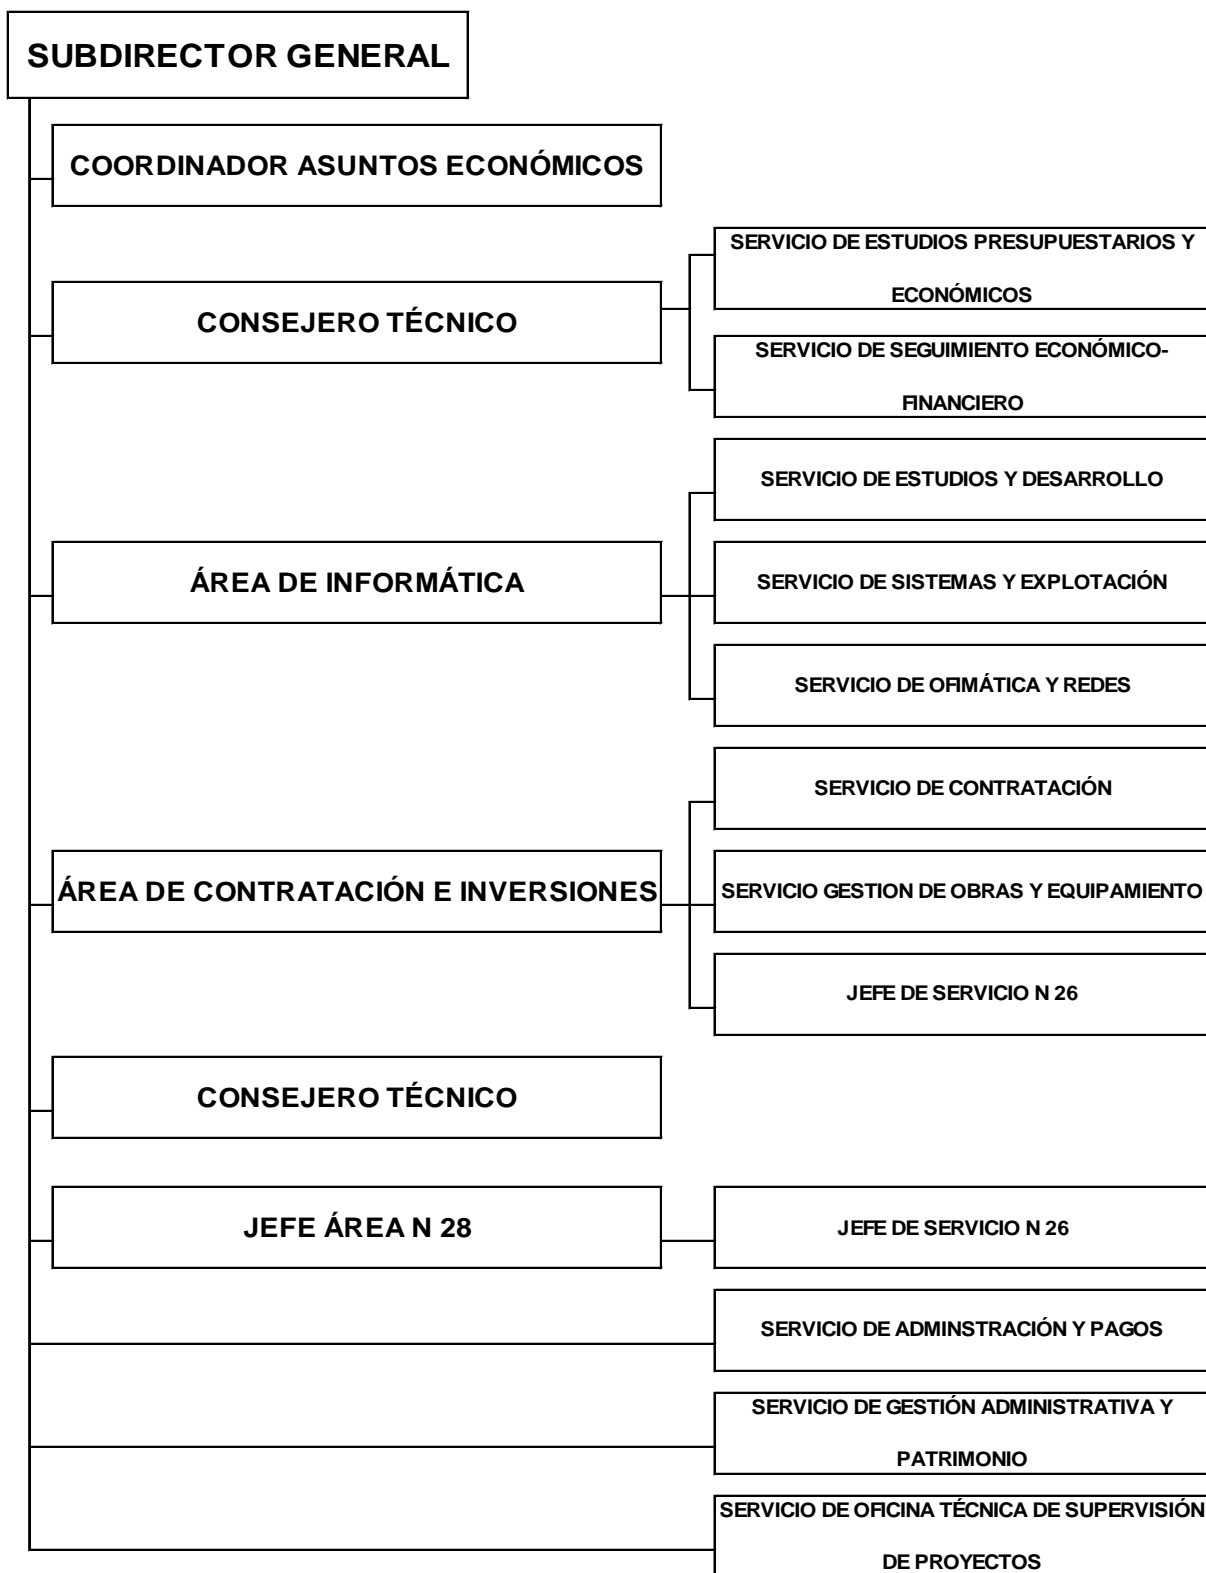 SUBDIRECTOR GENERAL
COORDINADOR ASUNTOS ECONÓMICOS
SERVICIO DE ESTUDIOS PRESUPUESTARIOS Y
ECONÓMICOS
CONSEJERO TÉCNICO
SERVICIO DE SEGUIMIENTO ECONÓMICO-
FINANCIERO
SERVICIO DE ESTUDIOS Y DESARROLLO
ÁREA DE INFORMÁTICA
SERVICIO DE SISTEMAS Y EXPLOTACIÓN
SERVICIO DE OFIMÁTICA Y REDES
SERVICIO DE CONTRATACIÓN
ÁREA DE CONTRATACIÓN E INVERSIONES
SERVICIO GESTION DE OBRAS Y EQUIPAMIENTO
JEFE DE SERVICIO N 26
CONSEJERO TÉCNICO
JEFE ÁREA N 28
JEFE DE SERVICIO N 26
SERVICIO DE ADMINSTRACIÓN Y PAGOS
SERVICIO DE GESTIÓN ADMINISTRATIVA Y
PATRIMONIO
SERVICIO DE OFICINA TÉCNICA DE SUPERVISIÓN
DE PROYECTOS